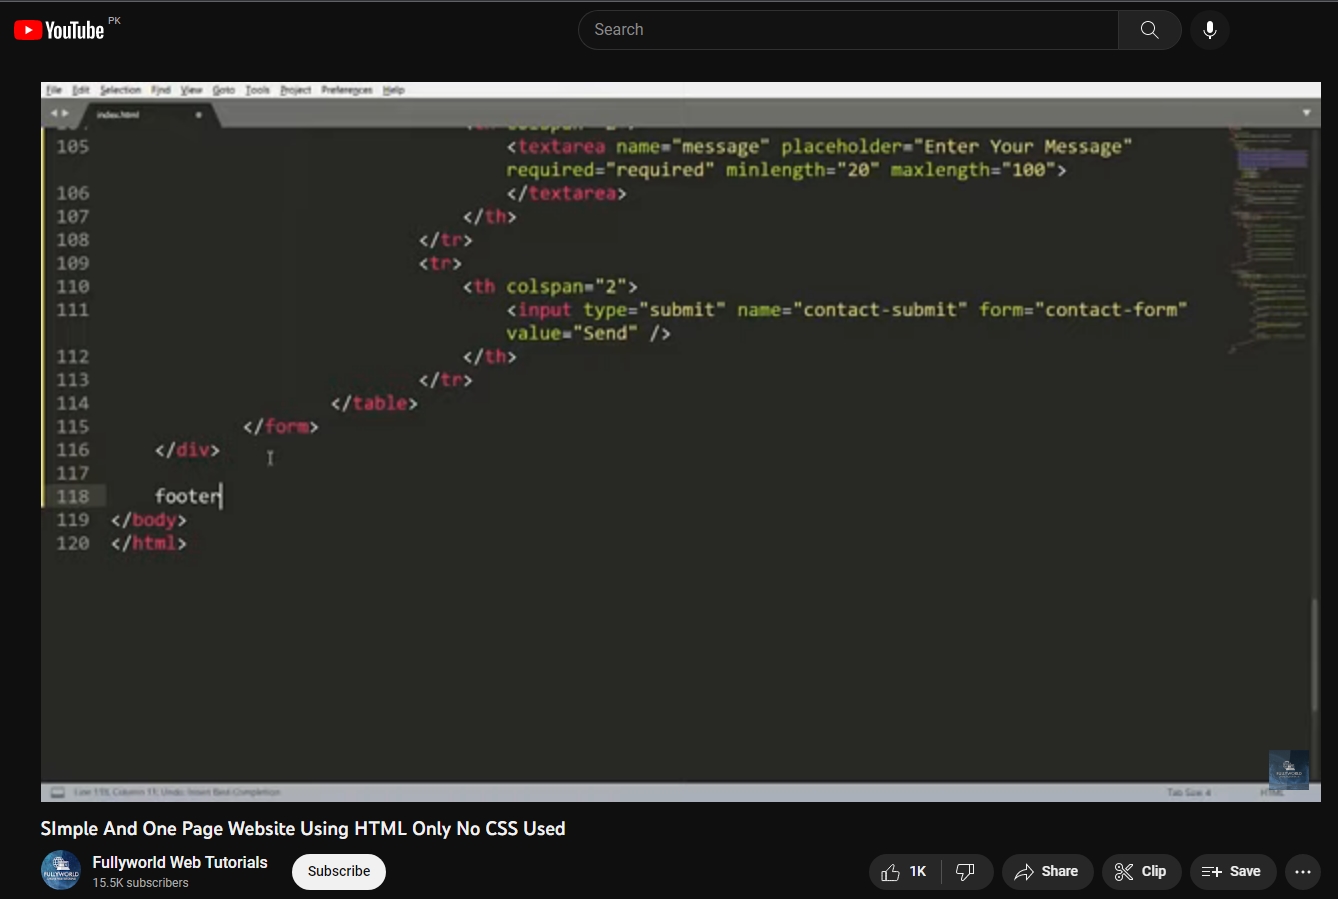 YouTube PK
Search
File Edit Selection Find View Goto Tools Project Preferences Help
index.html
105 <textarea name="message" placeholder="Enter Your Message"
required="required" minlength="20" maxlength="100">
106 </textarea>
107 </th>
108 </tr>
109 <tr>
110 <th colspan="2">
111 <input type="submit" name="contact-submit" form="contact-form"
value="Send" />
112 </th>
113 </tr>
114 </table>
115 </form>
116 </div>
117
118 footer
119 </body>
120 </html>
FULLYWORLD
Tab Size: 4 HTML
SImple And One Page Website Using HTML Only No CSS Used
Fullyworld Web Tutorials
15.5K subscribers
Subscribe
1K
Share
Clip
Save
FULLYWORLD